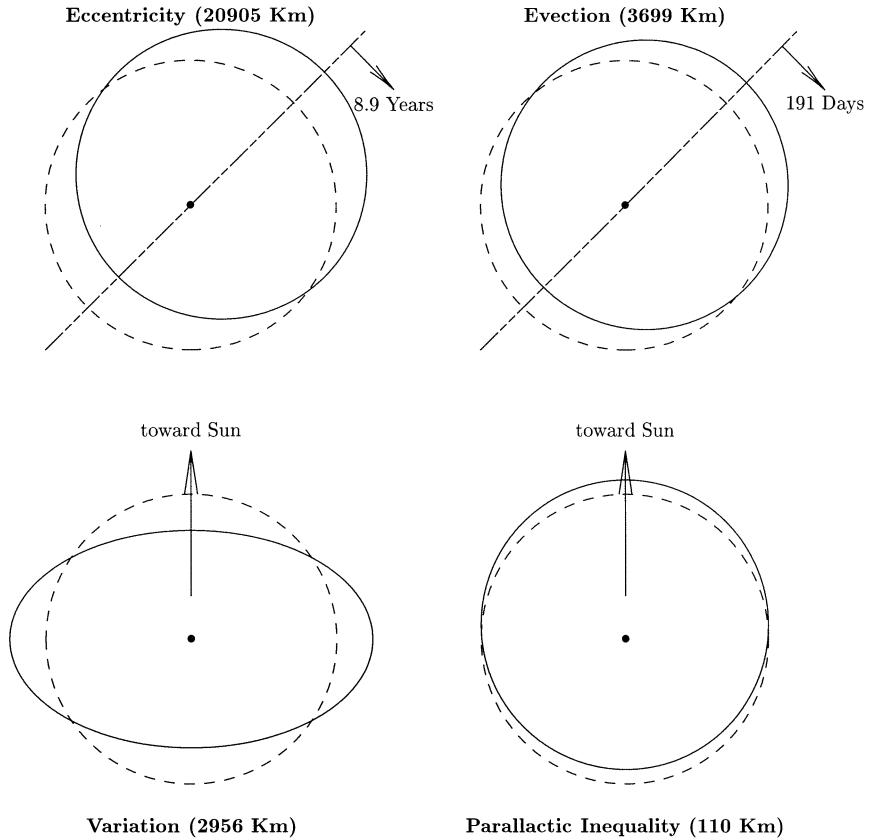 Eccentricity (20905 Km)
Evection (3699 Km)
8.9 Years
191 Days
toward Sun
toward Sun
Variation (2956 Km)
Parallactic Inequality (110 Km)